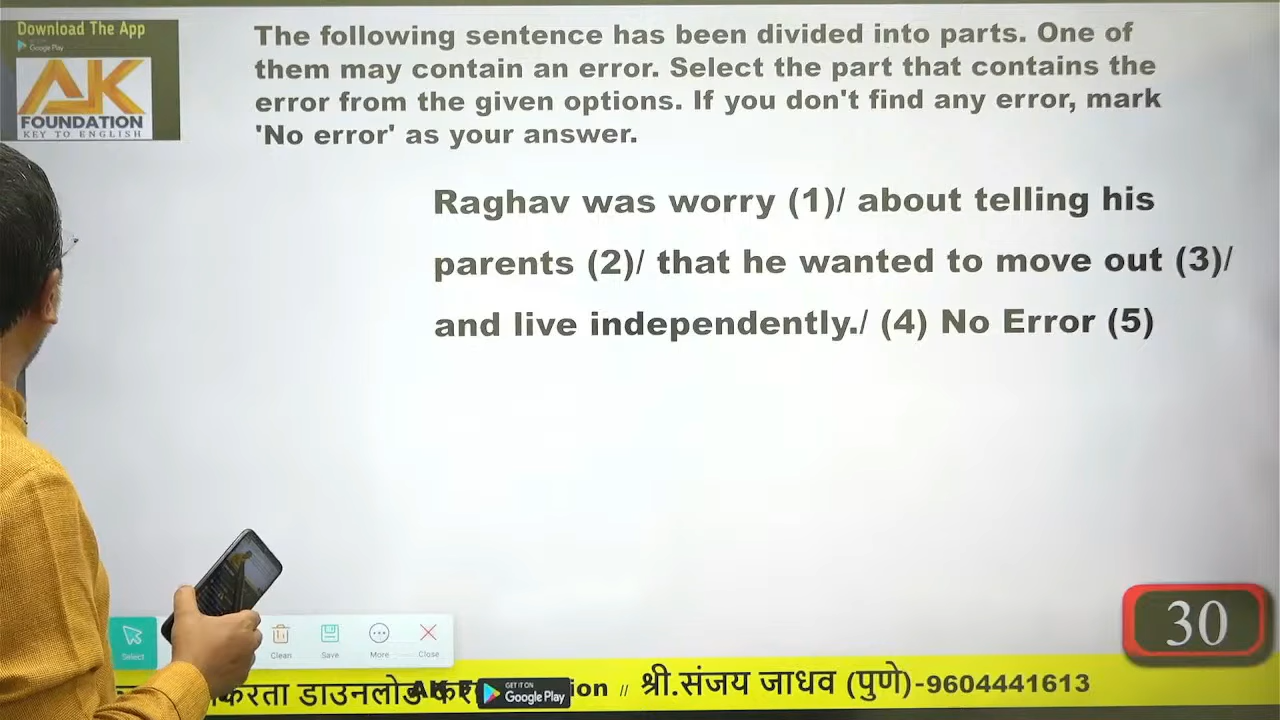 Download The App
Google Play
AK
FOUNDATION
KEY TO ENGLISH
The following sentence has been divided into parts. One of
them may contain an error. Select the part that contains the
error from the given options. If you don't find any error, mark
'No error' as your answer.
Raghav was worry (1)/ about telling his
parents (2)/ that he wanted to move out (3)/
and live independently./ (4) No Error (5)
30
Select
Clean
Save
More
Close
डाउनलोड
GET IT ON
Google Play
// श्री.संजय जाधव (पुणे)-9604441613